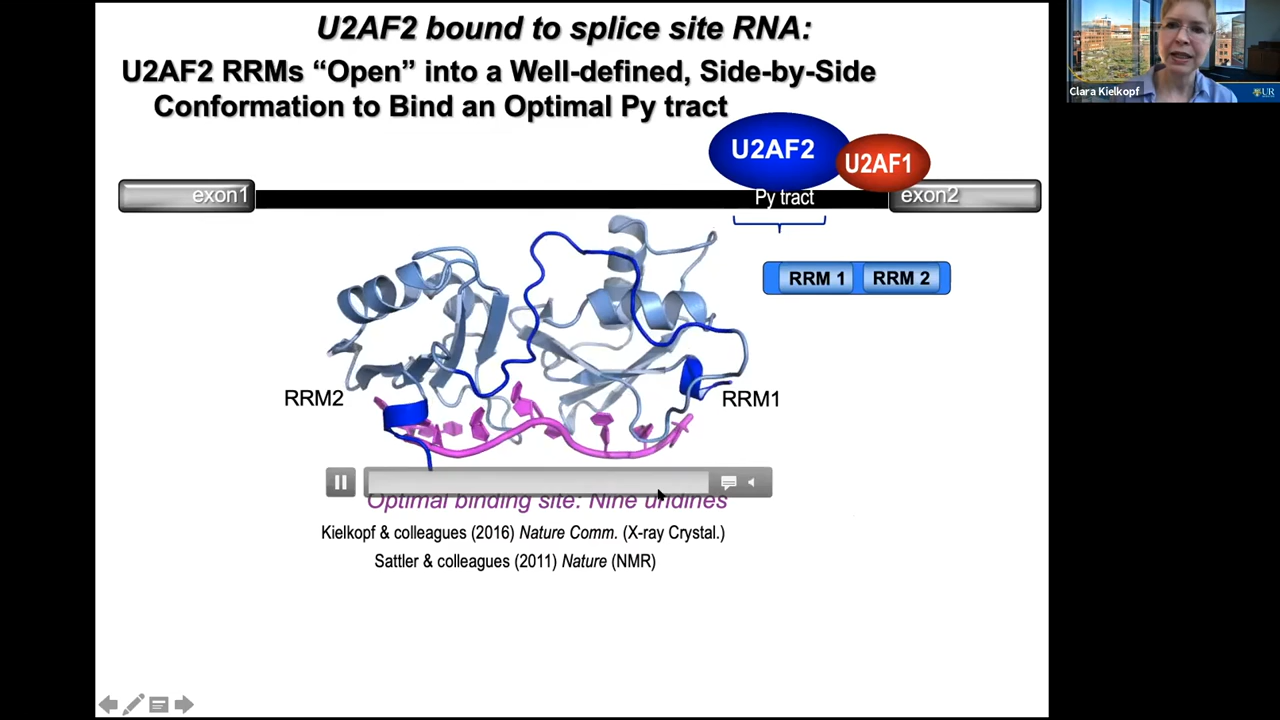 U2AF2 bound to splice site RNA:
U2AF2 RRMs “Open” into a Well-defined, Side-by-Side
Conformation to Bind an Optimal Py tract
Clara Kielkopf
UR
U2AF2
U2AF1
exon1
Py tract
exon2
RRM 1
RRM 2
RRM2
RRM1
Optimal binding site: Nine uridines
Kielkopf & colleagues (2016) Nature Comm. (X-ray Crystal.)
Sattler & colleagues (2011) Nature (NMR)